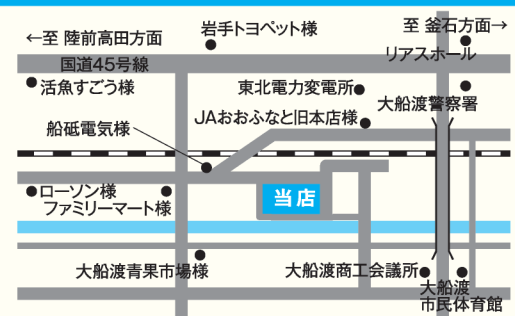 岩手トヨペット様
至 釜石方面→
←至 陸前高田方面
リアスホール
国道45号線
活魚すごう様
東北電力変電所
大船渡警察署
JAおおふなと旧本店様
船砥電気様
ローソン様
ファミリーマート様
当店
大船渡青果市場様
大船渡商工会議所
大船渡
市民体育館